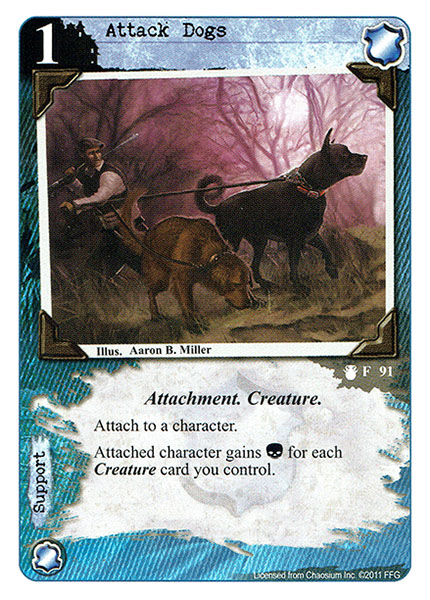 1
Attack Dogs
Illus. Aaron B. Miller
F 91
Attachment. Creature.
Attach to a character.
Attached character gains for each
Creature card you control.
Support
Licensed from Chaosium Inc. ©2011 FFG